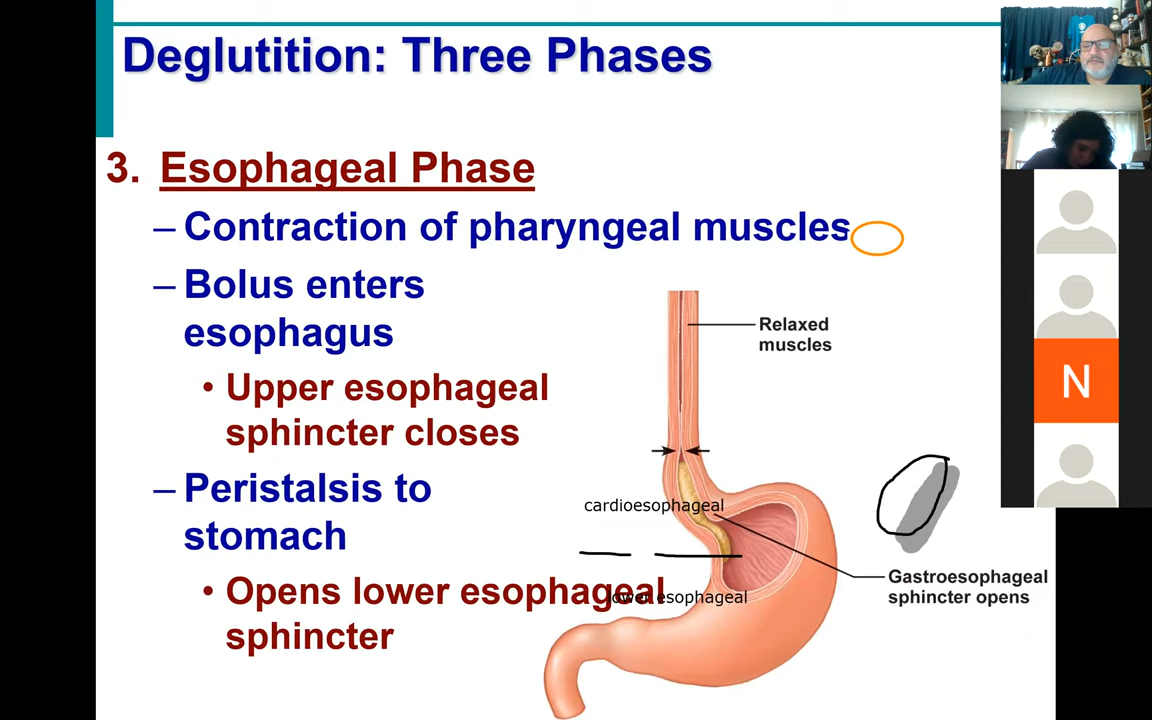 Deglutition: Three Phases
3. Esophageal Phase
– Contraction of pharyngeal muscles
– Bolus enters
esophagus
• Upper esophageal
sphincter closes
– Peristalsis to
stomach
• Opens lower esophageal
sphincter
Relaxed
muscles
cardioesophageal
lower esophageal
Gastroesophageal
sphincter opens
N